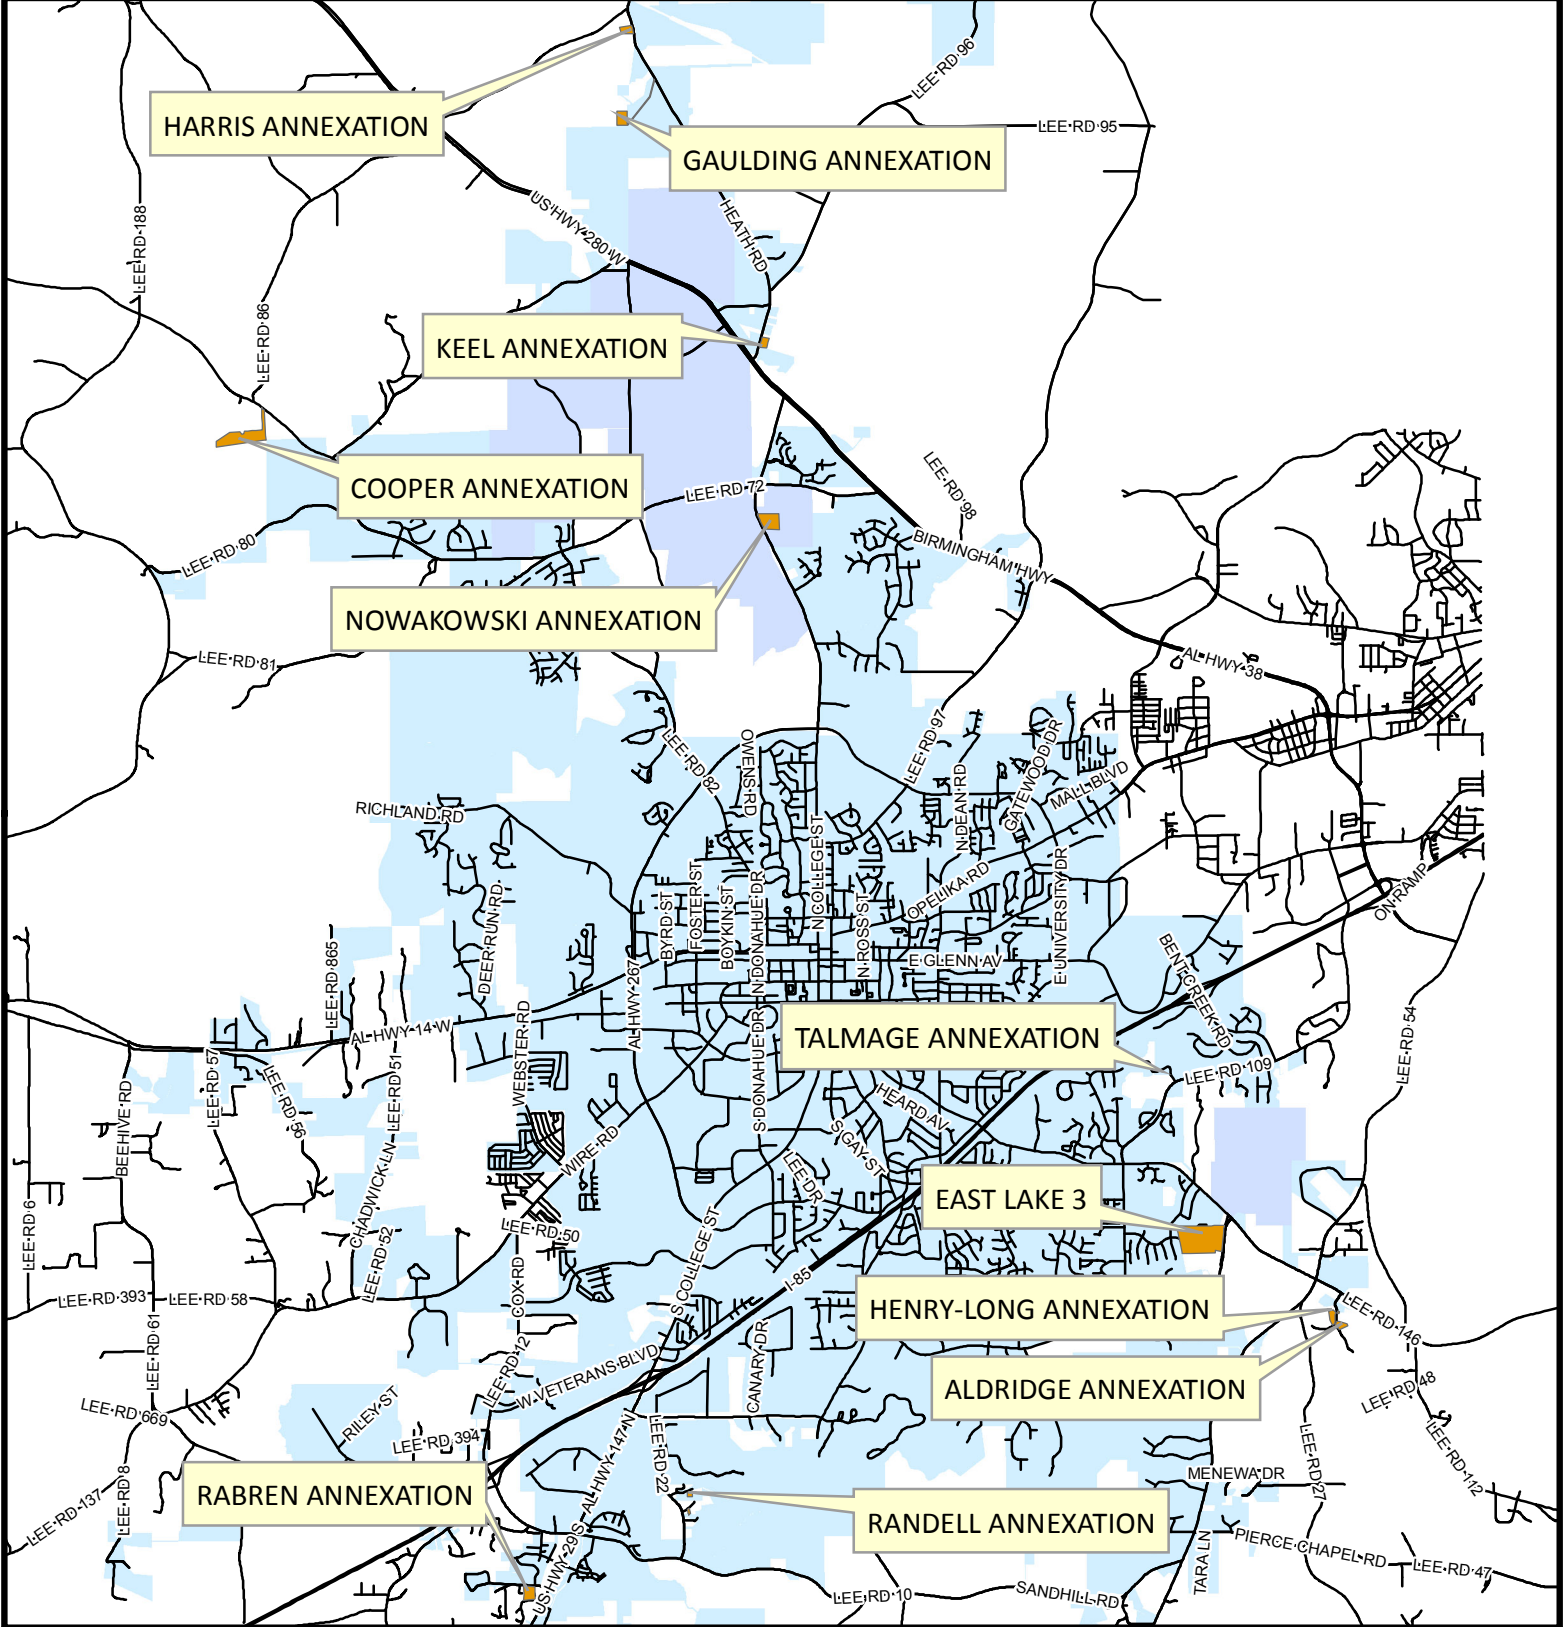 LEE RD 96
HARRIS ANNEXATION
LEE RD 95
GAULDING ANNEXATION
LEE RD 188
US HWY 280 W
HEATH RD
LEE RD 86
KEEL ANNEXATION
COOPER ANNEXATION
LEE RD 72
LEE RD 98
LEE RD 80
BIRMINGHAM HWY
NOWAKOWSKI ANNEXATION
LEE RD 81
AL HWY 38
LEE RD 82
OWENS RD
LEE RD 97
GATEWOOD DR
MALL BLVD
RICHLAND RD
N DEAN RD
N COLLEGE ST
OPELIKA RD
ON RAMP
DEER RUN RD
BYRD ST
FOSTER ST
BOYKIN ST
N DONAHUE DR
N ROSS ST
E UNIVERSITY DR
E GLENN AV
LEE RD 865
AL HWY 267
BENT CREEK RD
AL HWY 14 W
WEBSTER RD
S DONAHUE DR
TALMAGE ANNEXATION
LEE RD 54
LEE RD 109
LEE RD 57
LEE RD 56
LEE RD 51
BEEHIVE RD
CHADWICK LN
WIRE RD
HEARD AV
S GAY ST
LEE DR
EAST LAKE 3
LEE RD 6
LEE RD 52
LEE RD 50
S COLLEGE ST
I-85
COX RD
LEE RD 393
LEE RD 58
HENRY-LONG ANNEXATION
LEE RD 146
LEE RD 61
LEE RD 12
W VETERANS BLVD
CANARY DR
ALDRIDGE ANNEXATION
LEE RD 48
LEE RD 669
RILEY ST
LEE RD 394
AL HWY 147 N
LEE RD 22
LEE RD 27
LEE RD 112
MENEWA DR
RABREN ANNEXATION
LEE RD 137
LEE RD 8
RANDELL ANNEXATION
PIERCE CHAPEL RD
LEE RD 47
US HWY 29 S
TARA LN
LEE RD 10
SANDHILL RD